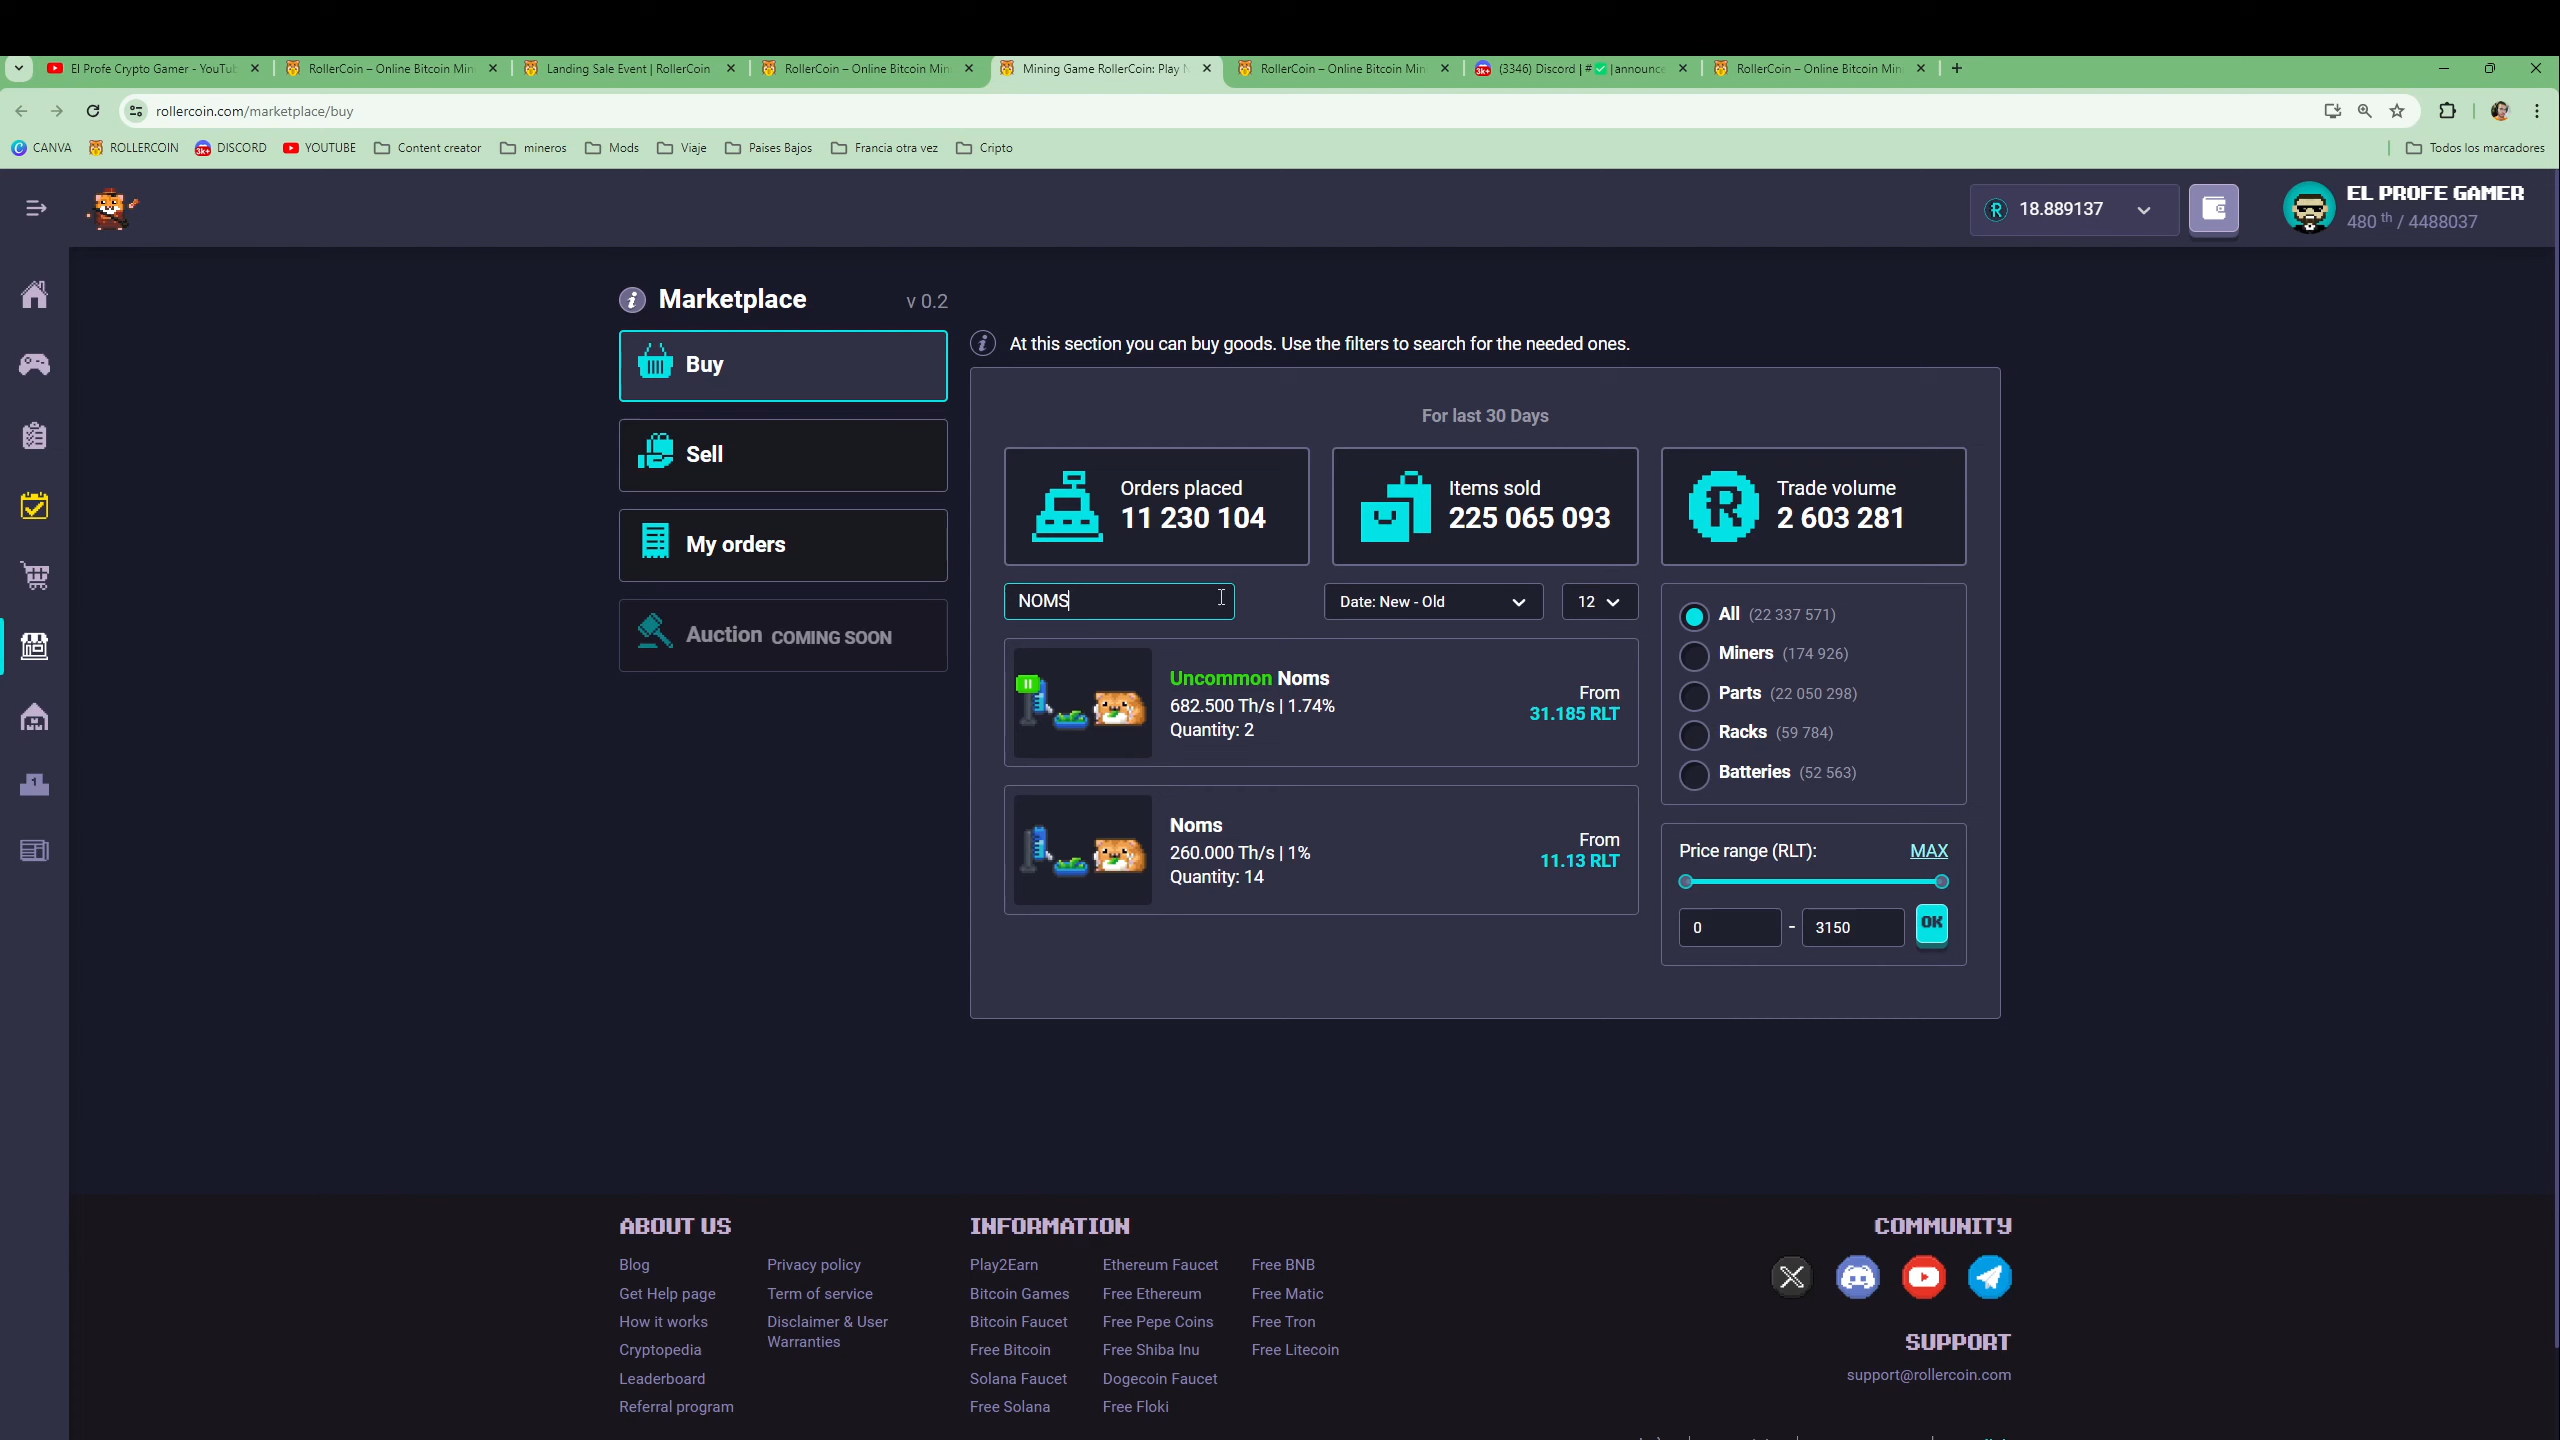 El Profe Crypto Gamer - YouTub
RollerCoin – Online Bitcoin Min
Landing Sale Event | RollerCoin
RollerCoin – Online Bitcoin Min
Mining Game RollerCoin: Play N
RollerCoin – Online Bitcoin Min
(3346) Discord | #✅|announce
RollerCoin – Online Bitcoin Min
rollercoin.com/marketplace/buy
CANVA
ROLLERCOIN
DISCORD
YOUTUBE
Content creator
mineros
Mods
Viaje
Paises Bajos
Francia otra vez
Cripto
Todos los marcadores
18.889137
EL PROFE GAMER
480 th / 4488037
Marketplace
v 0.2
Buy
Sell
My orders
Auction COMING SOON
At this section you can buy goods. Use the filters to search for the needed ones.
For last 30 Days
Orders placed
11 230 104
Items sold
225 065 093
Trade volume
2 603 281
NOMS
Date: New - Old
12
Uncommon Noms
682.500 Th/s | 1.74%
Quantity: 2
From
31.185 RLT
Noms
260.000 Th/s | 1%
Quantity: 14
From
11.13 RLT
All (22 337 571)
Miners (174 926)
Parts (22 050 298)
Racks (59 784)
Batteries (52 563)
Price range (RLT):
MAX
0 - 3150
OK
ABOUT US
Blog
Get Help page
How it works
Cryptopedia
Leaderboard
Referral program
Privacy policy
Term of service
Disclaimer & User
Warranties
INFORMATION
Play2Earn
Bitcoin Games
Bitcoin Faucet
Free Bitcoin
Solana Faucet
Free Solana
Ethereum Faucet
Free Ethereum
Free Pepe Coins
Free Shiba Inu
Dogecoin Faucet
Free Floki
Free BNB
Free Matic
Free Tron
Free Litecoin
COMMUNITY
SUPPORT
support@rollercoin.com